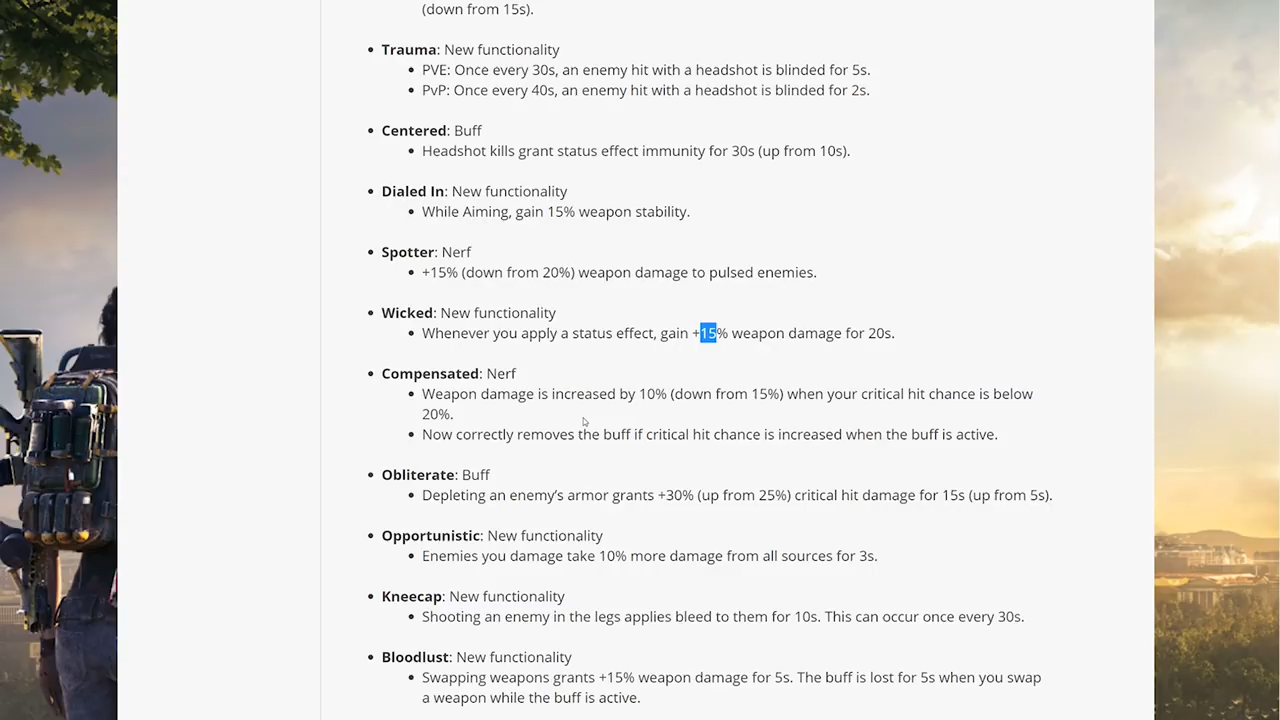 (down from 15s).
Trauma: New functionality
PVE: Once every 30s, an enemy hit with a headshot is blinded for 5s.
PvP: Once every 40s, an enemy hit with a headshot is blinded for 2s.
Centered: Buff
Headshot kills grant status effect immunity for 30s (up from 10s).
Dialed In: New functionality
While Aiming, gain 15% weapon stability.
Spotter: Nerf
+15% (down from 20%) weapon damage to pulsed enemies.
Wicked: New functionality
Whenever you apply a status effect, gain +15% weapon damage for 20s.
Compensated: Nerf
Weapon damage is increased by 10% (down from 15%) when your critical hit chance is below
20%.
Now correctly removes the buff if critical hit chance is increased when the buff is active.
Obliterate: Buff
Depleting an enemy’s armor grants +30% (up from 25%) critical hit damage for 15s (up from 5s).
Opportunistic: New functionality
Enemies you damage take 10% more damage from all sources for 3s.
Kneecap: New functionality
Shooting an enemy in the legs applies bleed to them for 10s. This can occur once every 30s.
Bloodlust: New functionality
Swapping weapons grants +15% weapon damage for 5s. The buff is lost for 5s when you swap
a weapon while the buff is active.